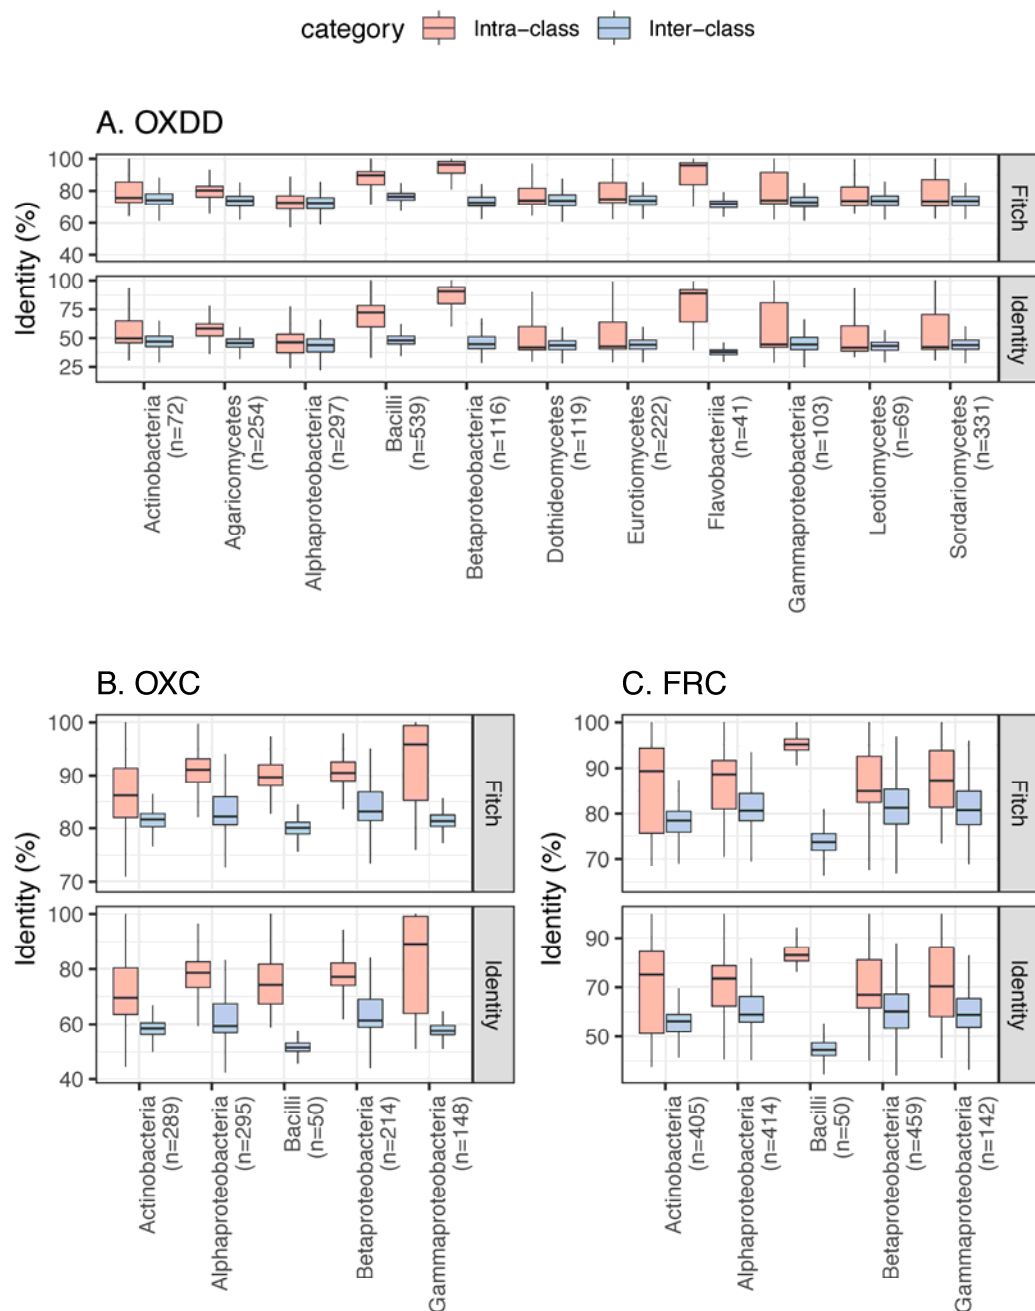 category Intra-class Inter-class
A. OXDD
Identity (%)
100
80
60
40
Fitch
100
75
50
25
Identity
Actinobacteria
(n=72)
Agaricomycetes
(n=254)
Alphaproteobacteria
(n=297)
Bacilli
(n=539)
Betaproteobacteria
(n=116)
Dothideomycetes
(n=119)
Eurotiomycetes
(n=222)
Flavobacteriia
(n=41)
Gammaproteobacteria
(n=103)
Leotiomycetes
(n=69)
Sordariomycetes
(n=331)
B. OXC
Identity (%)
100
90
80
70
Fitch
100
80
60
40
Identity
Actinobacteria
(n=289)
Alphaproteobacteria
(n=295)
Bacilli
(n=50)
Betaproteobacteria
(n=214)
Gammaproteobacteria
(n=148)
C. FRC
Identity (%)
100
90
80
70
Fitch
90
70
50
Identity
Actinobacteria
(n=405)
Alphaproteobacteria
(n=414)
Bacilli
(n=50)
Betaproteobacteria
(n=459)
Gammaproteobacteria
(n=142)